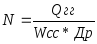 N = Qгг / (Wсс * Др)